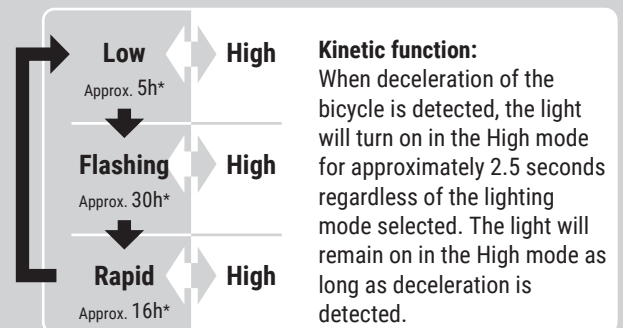 Low High
Approx. 5h*
Flashing High
Approx. 30h*
Rapid High
Approx. 16h*
Kinetic function:
When deceleration of the
bicycle is detected, the light
will turn on in the High mode
for approximately 2.5 seconds
regardless of the lighting
mode selected. The light will
remain on in the High mode as
long as deceleration is
detected.